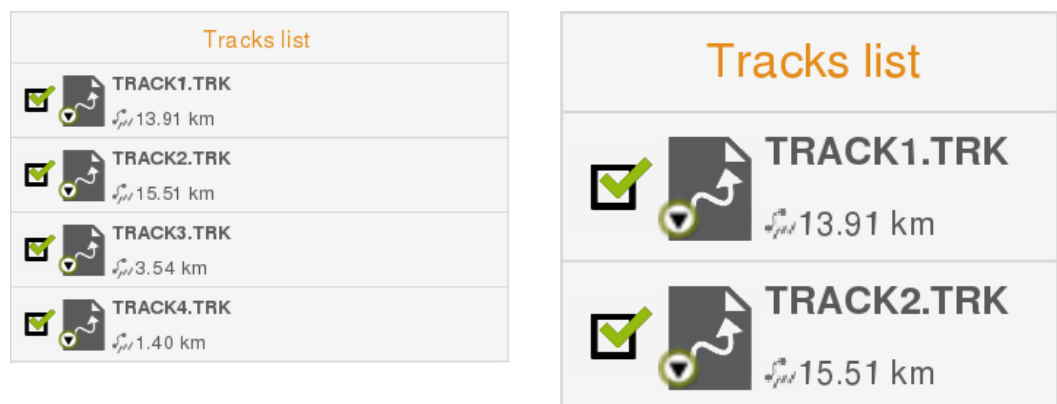 Tracks list
TRACK1.TRK
13.91 km
TRACK2.TRK
15.51 km
TRACK3.TRK
3.54 km
TRACK4.TRK
1.40 km
Tracks list
TRACK1.TRK
13.91 km
TRACK2.TRK
15.51 km